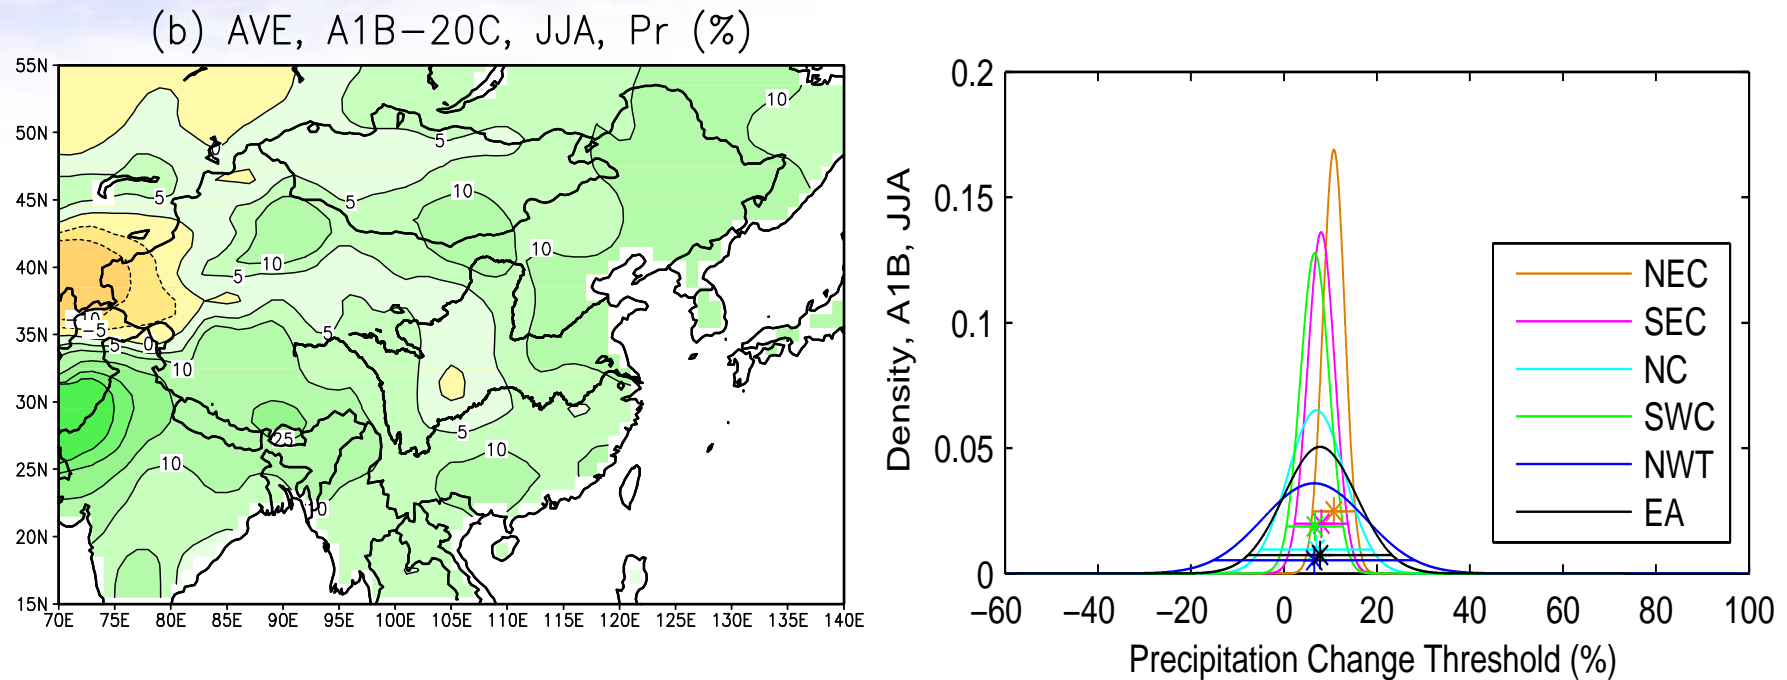 (b) AVE, A1B−20C, JJA, Pr (%)
55N
50N
45N
40N
35N
30N
25N
20N
15N
70E 75E 80E 85E 90E 95E 100E 105E 110E 115E 120E 125E 130E 135E 140E
10
5
0
5
5
10
10
10
5
−5
5
0
5
10
25
5
10
10
10
Density, A1B, JJA
0.2
0.15
0.1
0.05
0
−60 −40 −20 0 20 40 60 80 100
Precipitation Change Threshold (%)
NEC
SEC
NC
SWC
NWT
EA